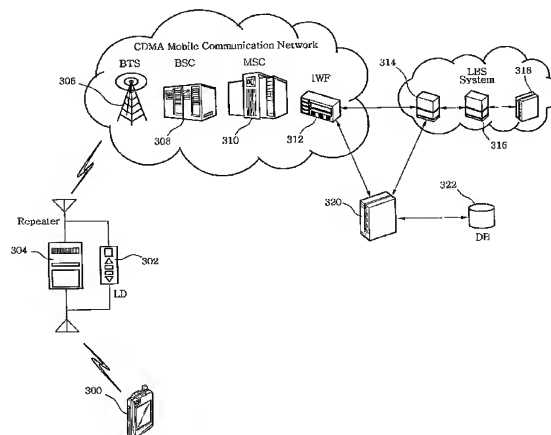 CDMA Mobile Communication Network
BTS
BSC
MSC
IWF
306
308
310
312
314
LBS
System
318
316
320
322
DB
Repeater
304
302
LD
300